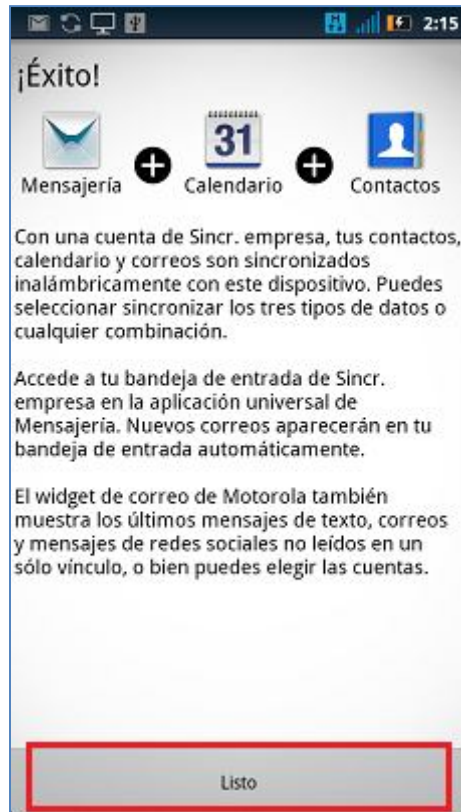 2:15
¡Éxito!
31
Mensajería Calendario Contactos
Con una cuenta de Sincr. empresa, tus contactos,
calendario y correos son sincronizados
inalámbricamente con este dispositivo. Puedes
seleccionar sincronizar los tres tipos de datos o
cualquier combinación.
Accede a tu bandeja de entrada de Sincr.
empresa en la aplicación universal de
Mensajería. Nuevos correos aparecerán en tu
bandeja de entrada automáticamente.
El widget de correo de Motorola también
muestra los últimos mensajes de texto, correos
y mensajes de redes sociales no leídos en un
sólo vínculo, o bien puedes elegir las cuentas.
Listo